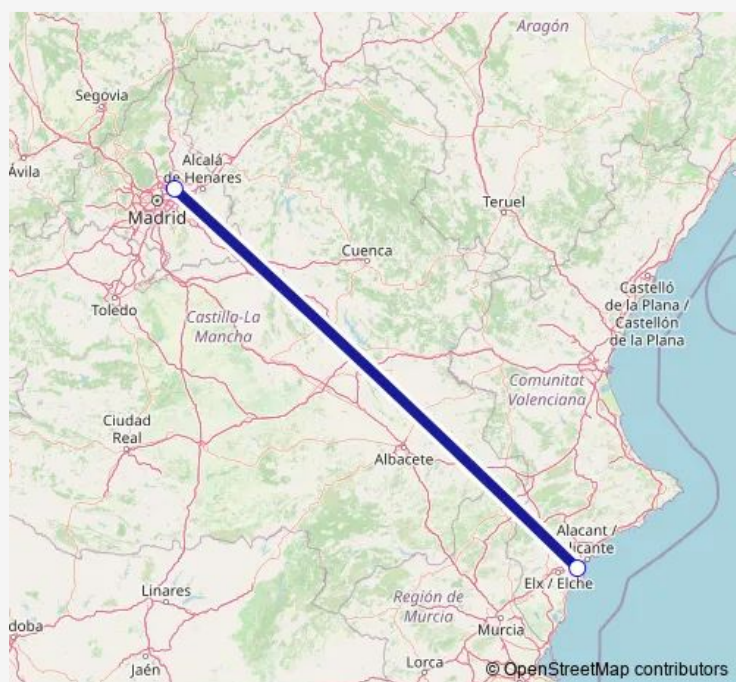 Aragón
Segovia
Ávila
Alcalá
de Henares
Madrid
Teruel
Cuenca
Toledo
Castilla-La
Mancha
Castelló
de la Plana /
Castellón
de la Plana
Comunitat
Valenciana
Ciudad
Real
Albacete
Alacant /
licante
Elx / Elche
Linares
Región de
Murcia
doba
Murcia
Jaén
Lorca
© OpenStreetMap contributors